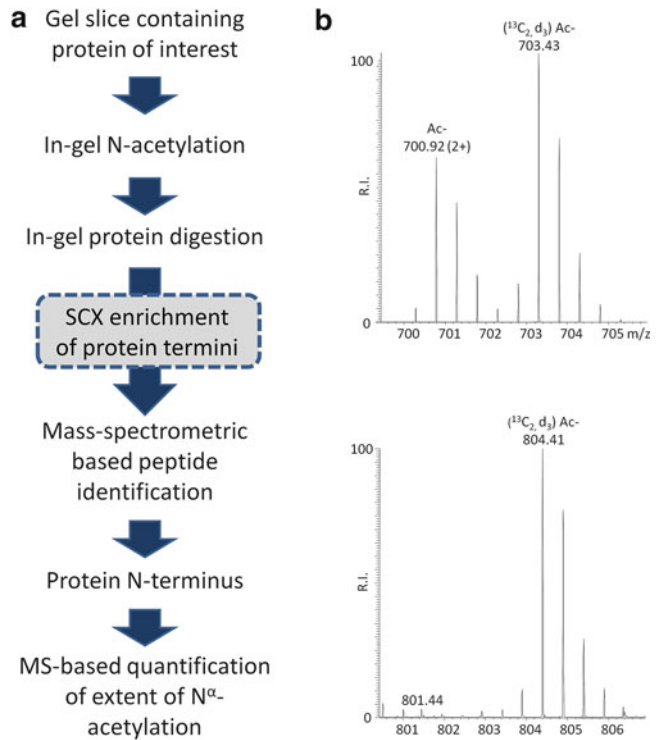 a
Gel slice containing
protein of interest
In-gel N-acetylation
In-gel protein digestion
SCX enrichment
of protein termini
Mass-spectrometric
based peptide
identification
Protein N-terminus
MS-based quantification
of extent of Nᵅ-
acetylation
b
(¹³C₂, d₃) Ac-
703.43
100
Ac-
700.92 (2+)
R.I.
0
700 701 702 703 704 705 m/z
(¹³C₂, d₃) Ac-
804.41
100
R.I.
801.44
0
801 802 803 804 805 806